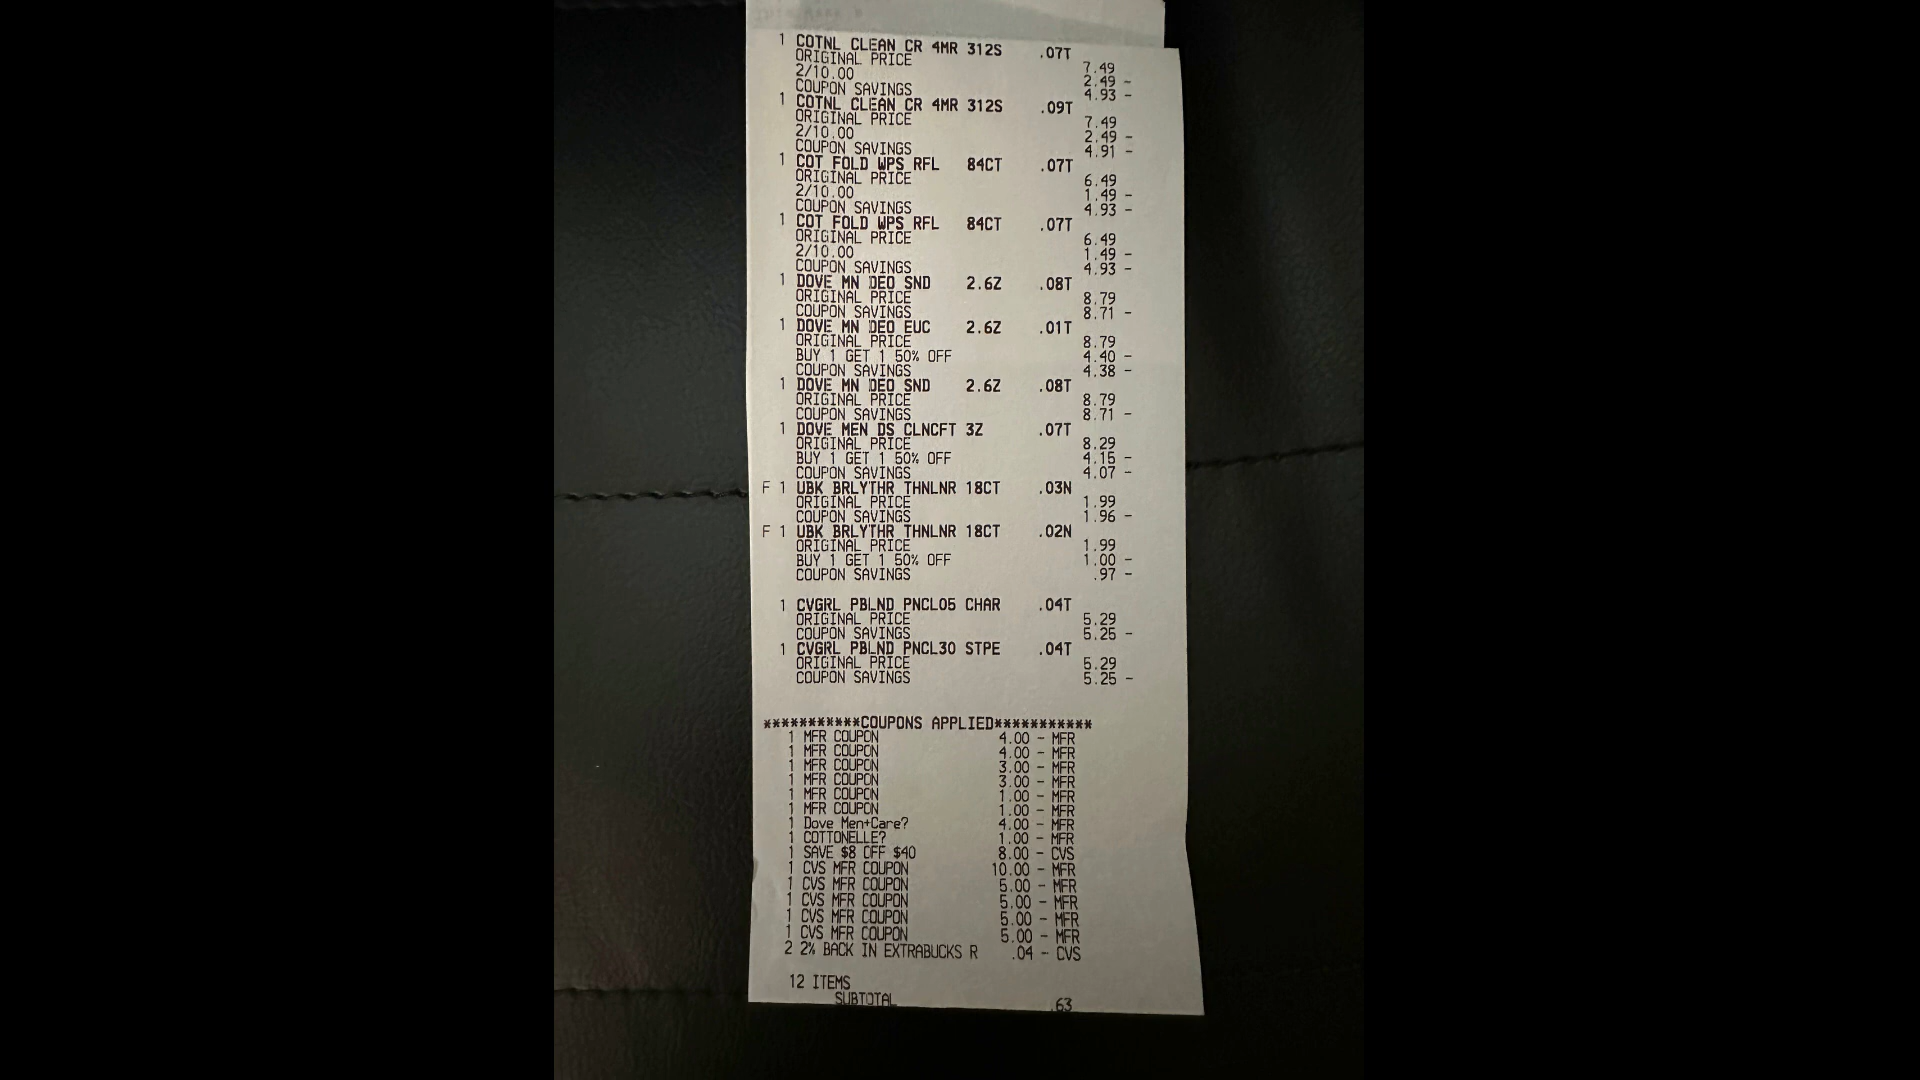 1 COTNL CLEAN CR 4MR 312S .07T
ORIGINAL PRICE 7.49
2/10.00 2.49 -
COUPON SAVINGS 4.93 -
1 COTNL CLEAN CR 4MR 312S .09T
ORIGINAL PRICE 7.49
2/10.00 2.49 -
COUPON SAVINGS 4.91 -
1 COT FOLD WPS RFL 84CT .07T
ORIGINAL PRICE 6.49
2/10.00 1.49 -
COUPON SAVINGS 4.93 -
1 COT FOLD WPS RFL 84CT .07T
ORIGINAL PRICE 6.49
2/10.00 1.49 -
COUPON SAVINGS 4.93 -
1 DOVE MN DEO SND 2.6Z .08T
ORIGINAL PRICE 8.79
COUPON SAVINGS 8.71 -
1 DOVE MN DEO EUC 2.6Z .01T
ORIGINAL PRICE 8.79
BUY 1 GET 1 50% OFF 4.40 -
COUPON SAVINGS 4.38 -
1 DOVE MN DEO SND 2.6Z .08T
ORIGINAL PRICE 8.79
COUPON SAVINGS 8.71 -
1 DOVE MEN DS CLNCFT 3Z .07T
ORIGINAL PRICE 8.29
BUY 1 GET 1 50% OFF 4.15 -
COUPON SAVINGS 4.07 -
F 1 UBK BRLYTHR THNLNR 18CT .03N
ORIGINAL PRICE 1.99
COUPON SAVINGS 1.96 -
F 1 UBK BRLYTHR THNLNR 18CT .02N
ORIGINAL PRICE 1.99
BUY 1 GET 1 50% OFF 1.00 -
COUPON SAVINGS .97 -
1 CVGRL PBLND PNCL05 CHAR .04T
ORIGINAL PRICE 5.29
COUPON SAVINGS 5.25 -
1 CVGRL PBLND PNCL30 STPE .04T
ORIGINAL PRICE 5.29
COUPON SAVINGS 5.25 -
***********COUPONS APPLIED***********
1 MFR COUPON 4.00 - MFR
1 MFR COUPON 4.00 - MFR
1 MFR COUPON 3.00 - MFR
1 MFR COUPON 3.00 - MFR
1 MFR COUPON 1.00 - MFR
1 MFR COUPON 1.00 - MFR
1 Dove Men+Care? 4.00 - MFR
1 COTTONELLE? 1.00 - MFR
1 SAVE $8 OFF $40 8.00 - CVS
1 CVS MFR COUPON 10.00 - MFR
1 CVS MFR COUPON 5.00 - MFR
1 CVS MFR COUPON 5.00 - MFR
1 CVS MFR COUPON 5.00 - MFR
1 CVS MFR COUPON 5.00 - MFR
2 2% BACK IN EXTRABUCKS R .04 - CVS
12 ITEMS
SUBTOTAL .63